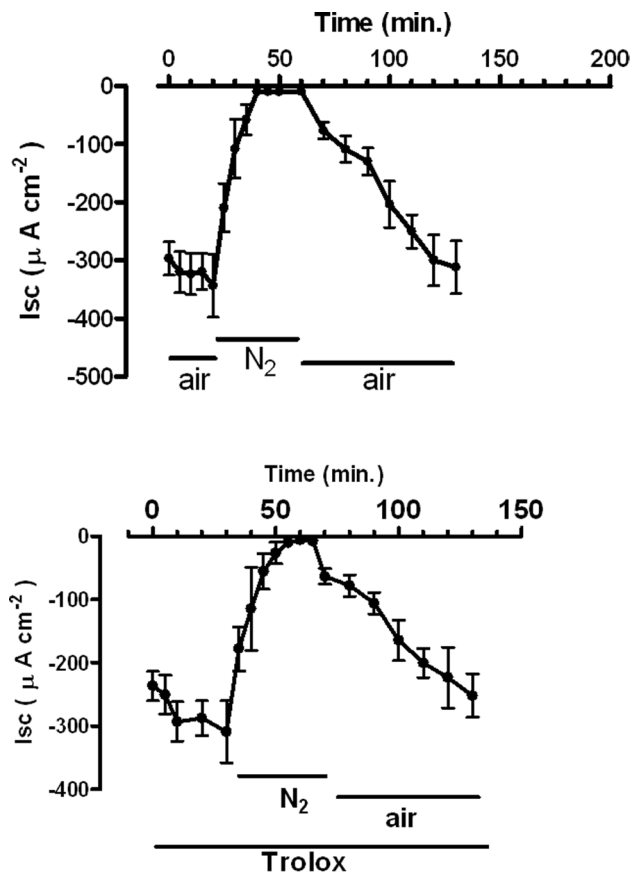 Time (min.)
0 50 100 150 200
0
-100
-200
-300
-400
-500
Isc (μ A cm-2)
air
N2
air
Time (min.)
0 50 100 150
0
-100
-200
-300
-400
Isc ( μ A cm-2 )
N2
air
Trolox